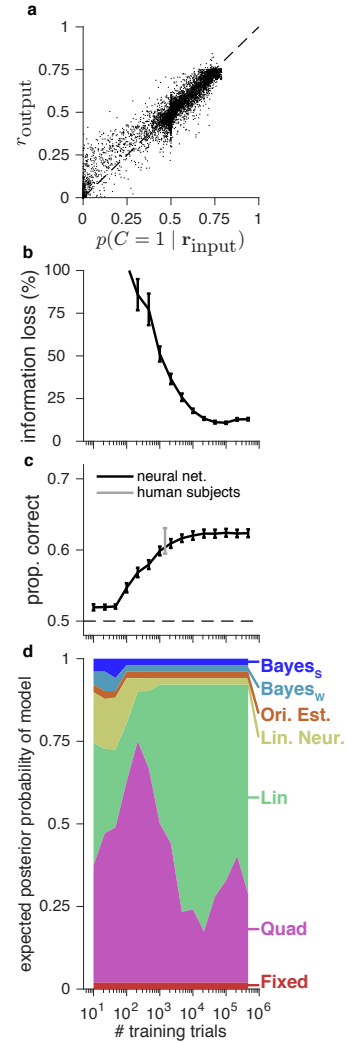 a
1
0.75
0.5
0.25
0
r_output
0 0.25 0.5 0.75 1
p(C = 1 | r_input)
b
100
75
50
25
0
information loss (%)
c
0.7
0.6
0.5
prop. correct
neural net.
human subjects
d
1
0.75
0.5
0.25
0
expected posterior probability of model
Bayes_S
Bayes_W
Ori. Est.
Lin. Neur.
Lin
Quad
Fixed
10^1 10^2 10^3 10^4 10^5 10^6
# training trials